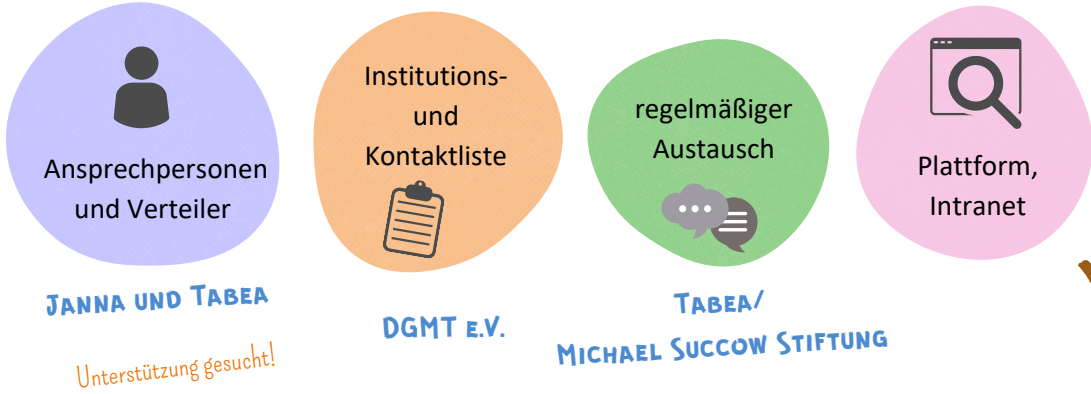 Ansprechpersonen
und Verteiler
Institutions-
und
Kontaktliste
regelmäßiger
Austausch
Plattform,
Intranet
JANNA UND TABEA
Unterstützung gesucht!
DGMT E.V.
TABEA/
MICHAEL SUCCOW STIFTUNG